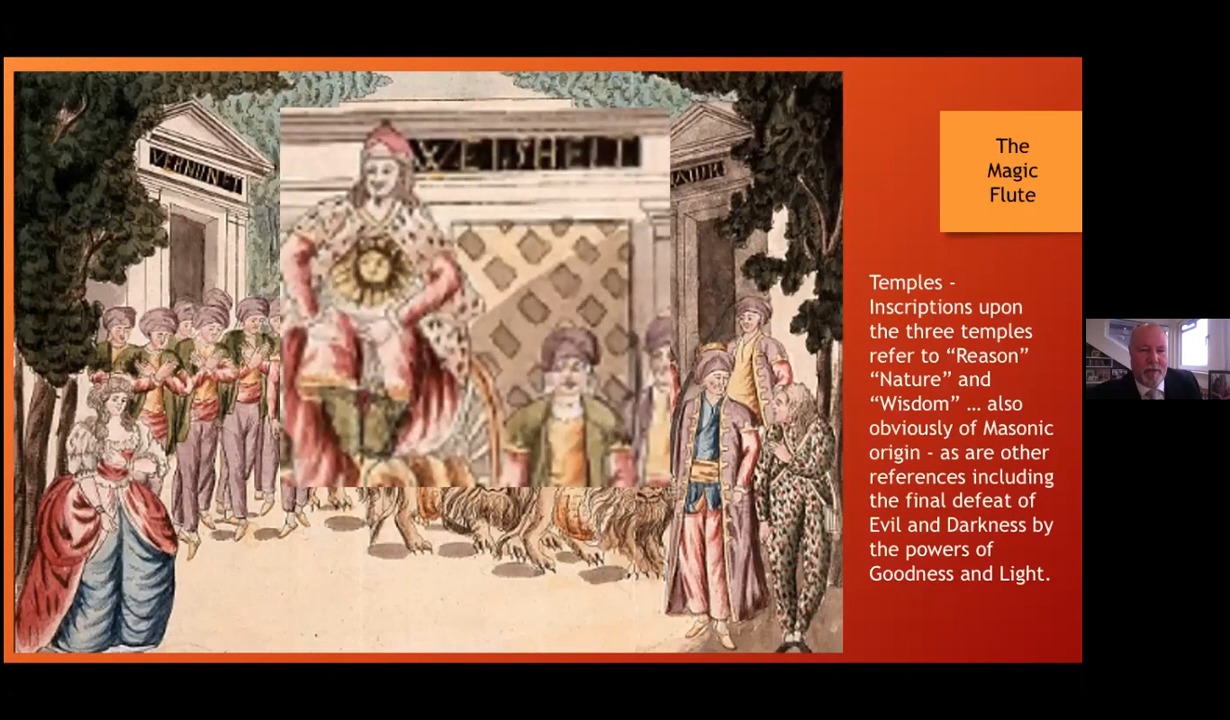 VERNUNFT
WEISHEIT
The
Magic
Flute
Temples -
Inscriptions upon
the three temples
refer to “Reason”
“Nature” and
“Wisdom” … also
obviously of Masonic
origin - as are other
references including
the final defeat of
Evil and Darkness by
the powers of
Goodness and Light.